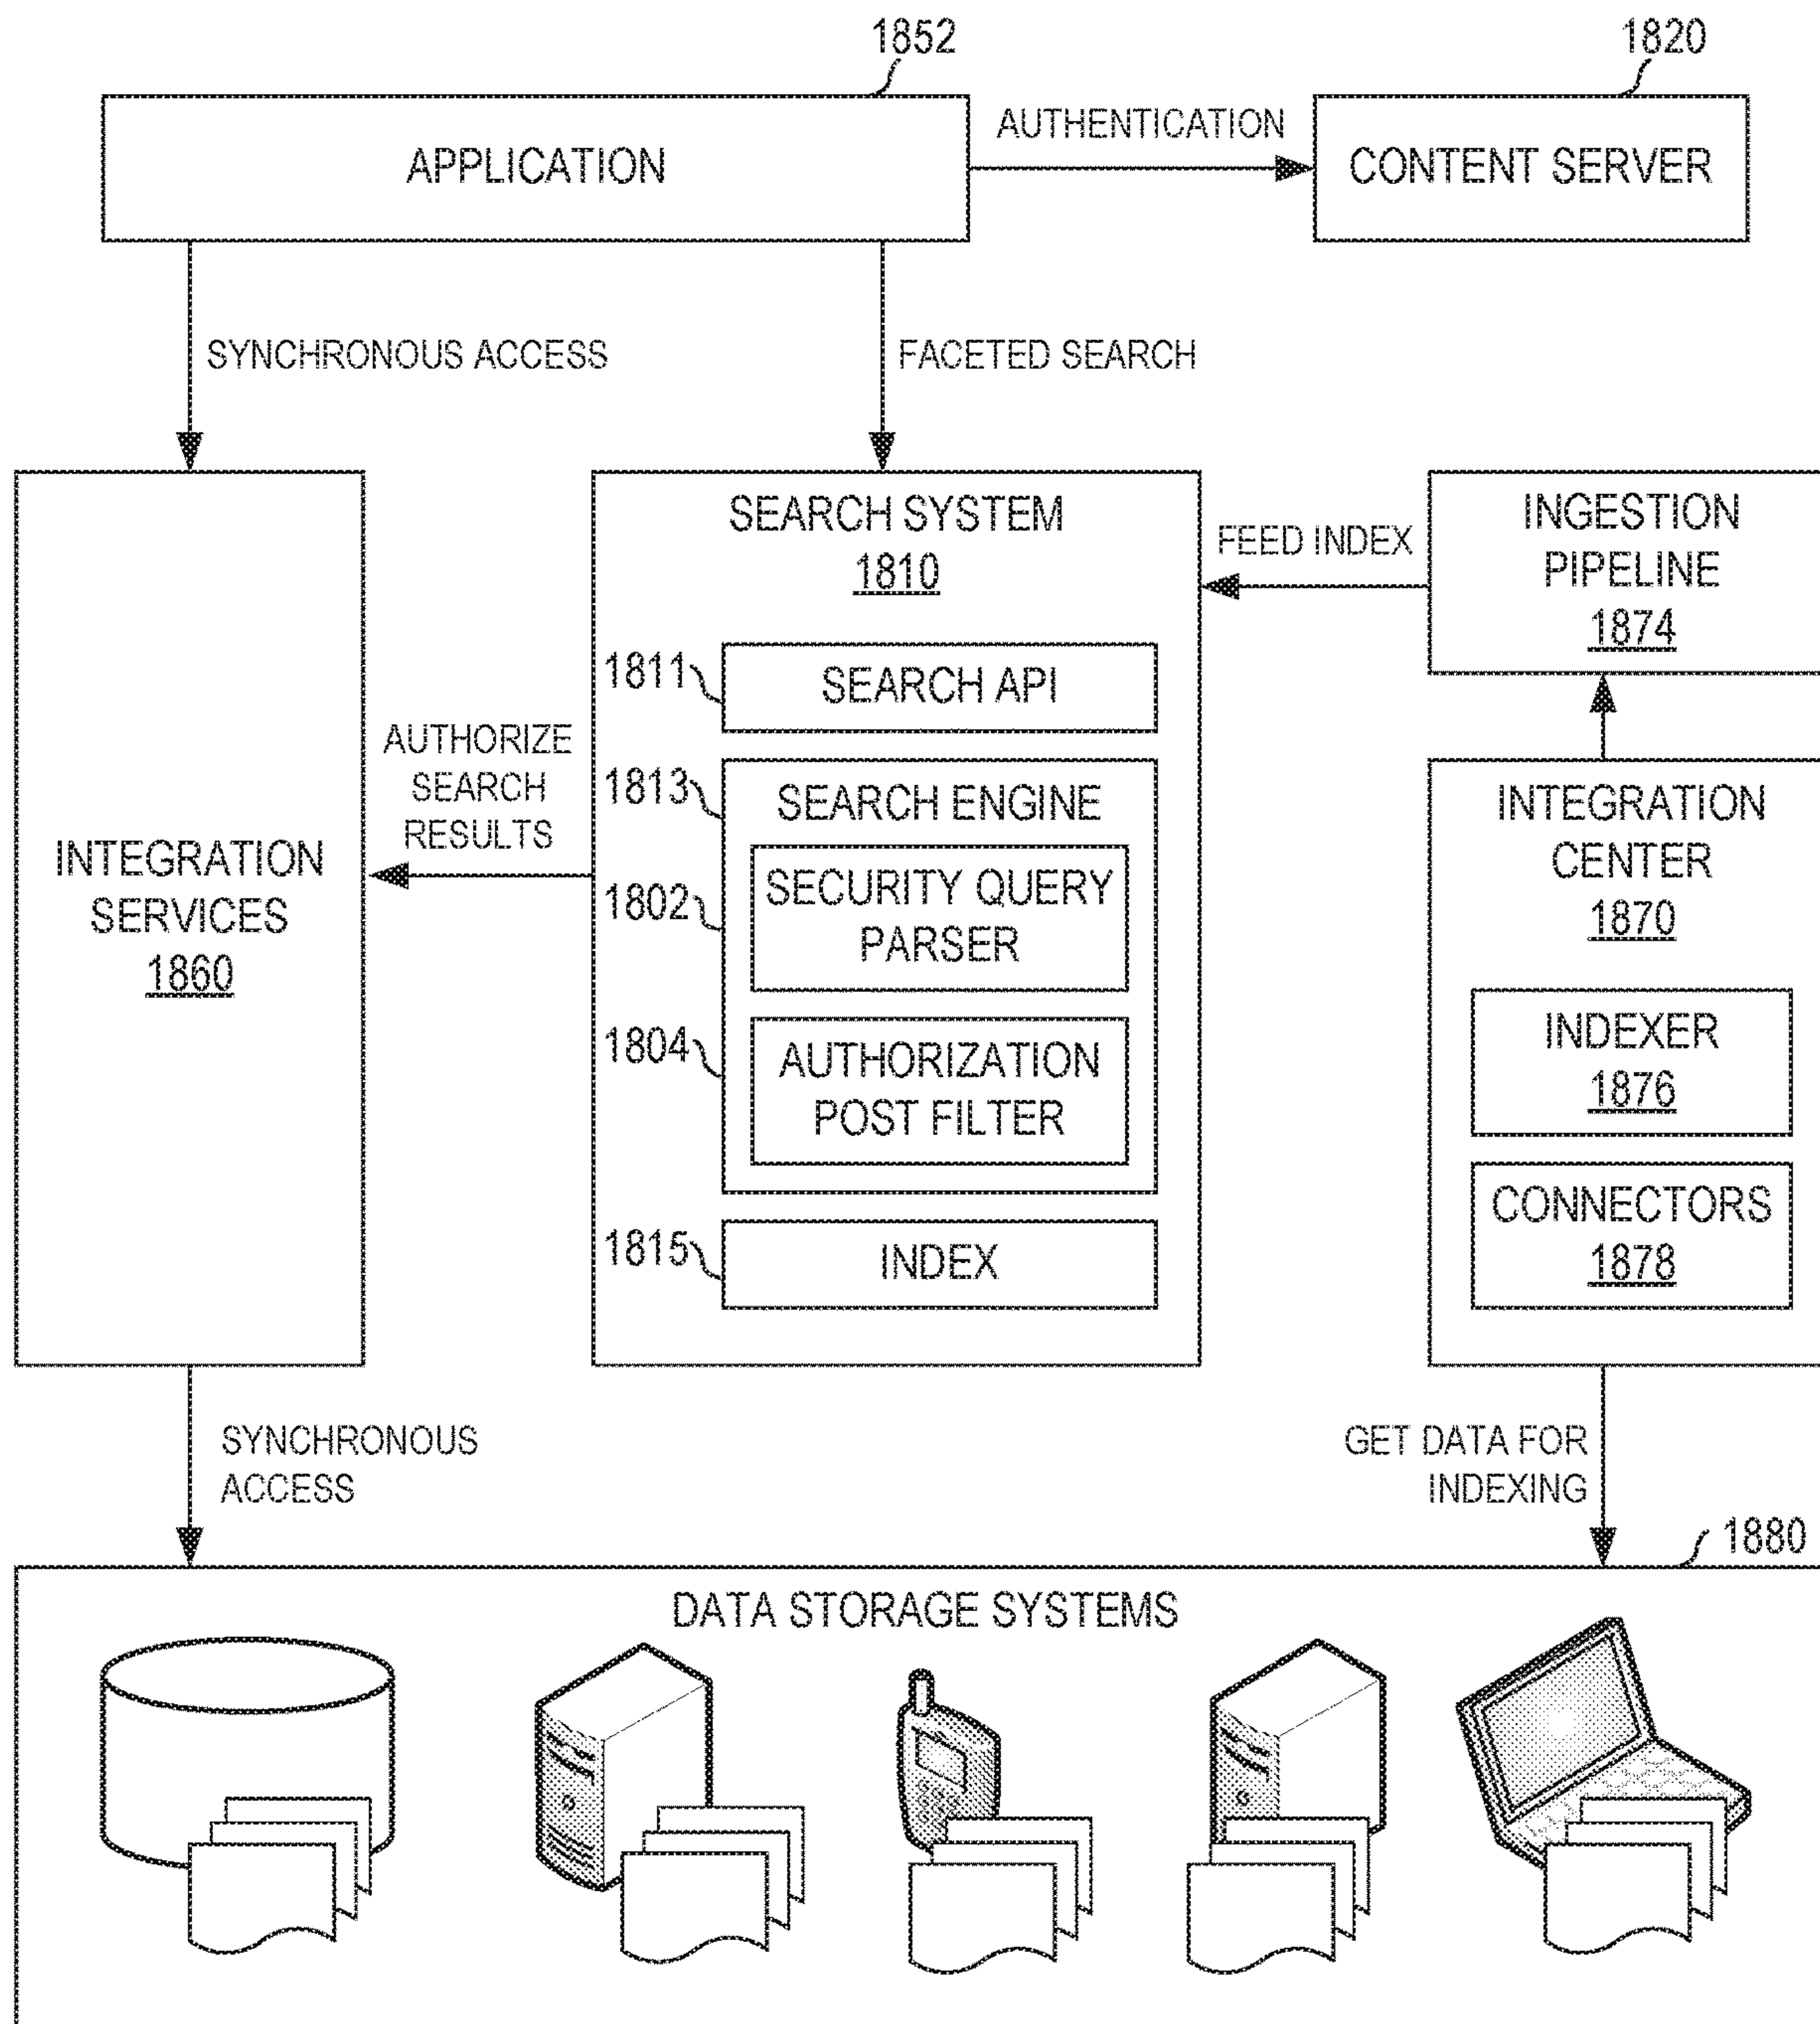 1852
1820
APPLICATION
AUTHENTICATION
CONTENT SERVER
SYNCHRONOUS ACCESS
FACETED SEARCH
INTEGRATION
SERVICES
1860
AUTHORIZE
SEARCH
RESULTS
SEARCH SYSTEM
1810
1811
SEARCH API
1813
SEARCH ENGINE
1802
SECURITY QUERY
PARSER
1804
AUTHORIZATION
POST FILTER
1815
INDEX
FEED INDEX
INGESTION
PIPELINE
1874
INTEGRATION
CENTER
1870
INDEXER
1876
CONNECTORS
1878
SYNCHRONOUS
ACCESS
GET DATA FOR
INDEXING
1880
DATA STORAGE SYSTEMS